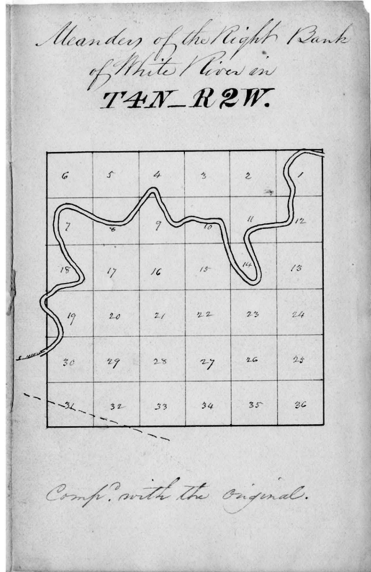 Meanders of the Right Bank
of White River in
T4N_R2W.
6 5 4 3 2 1
7 8 9 10 11 12
18 17 16 15 14 13
19 20 21 22 23 24
30 29 28 27 26 25
31 32 33 34 35 36
Compd. with the original.